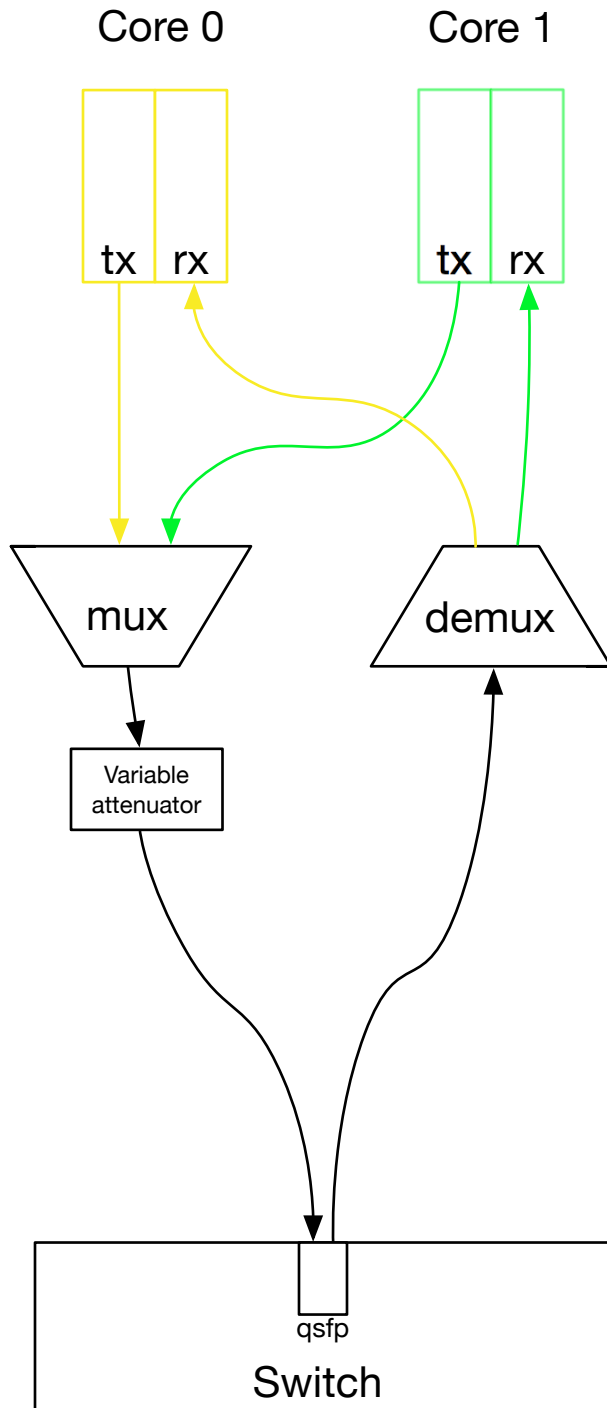 Core 0
Core 1
tx
rx
tx
rx
mux
demux
Variable
attenuator
qsfp
Switch